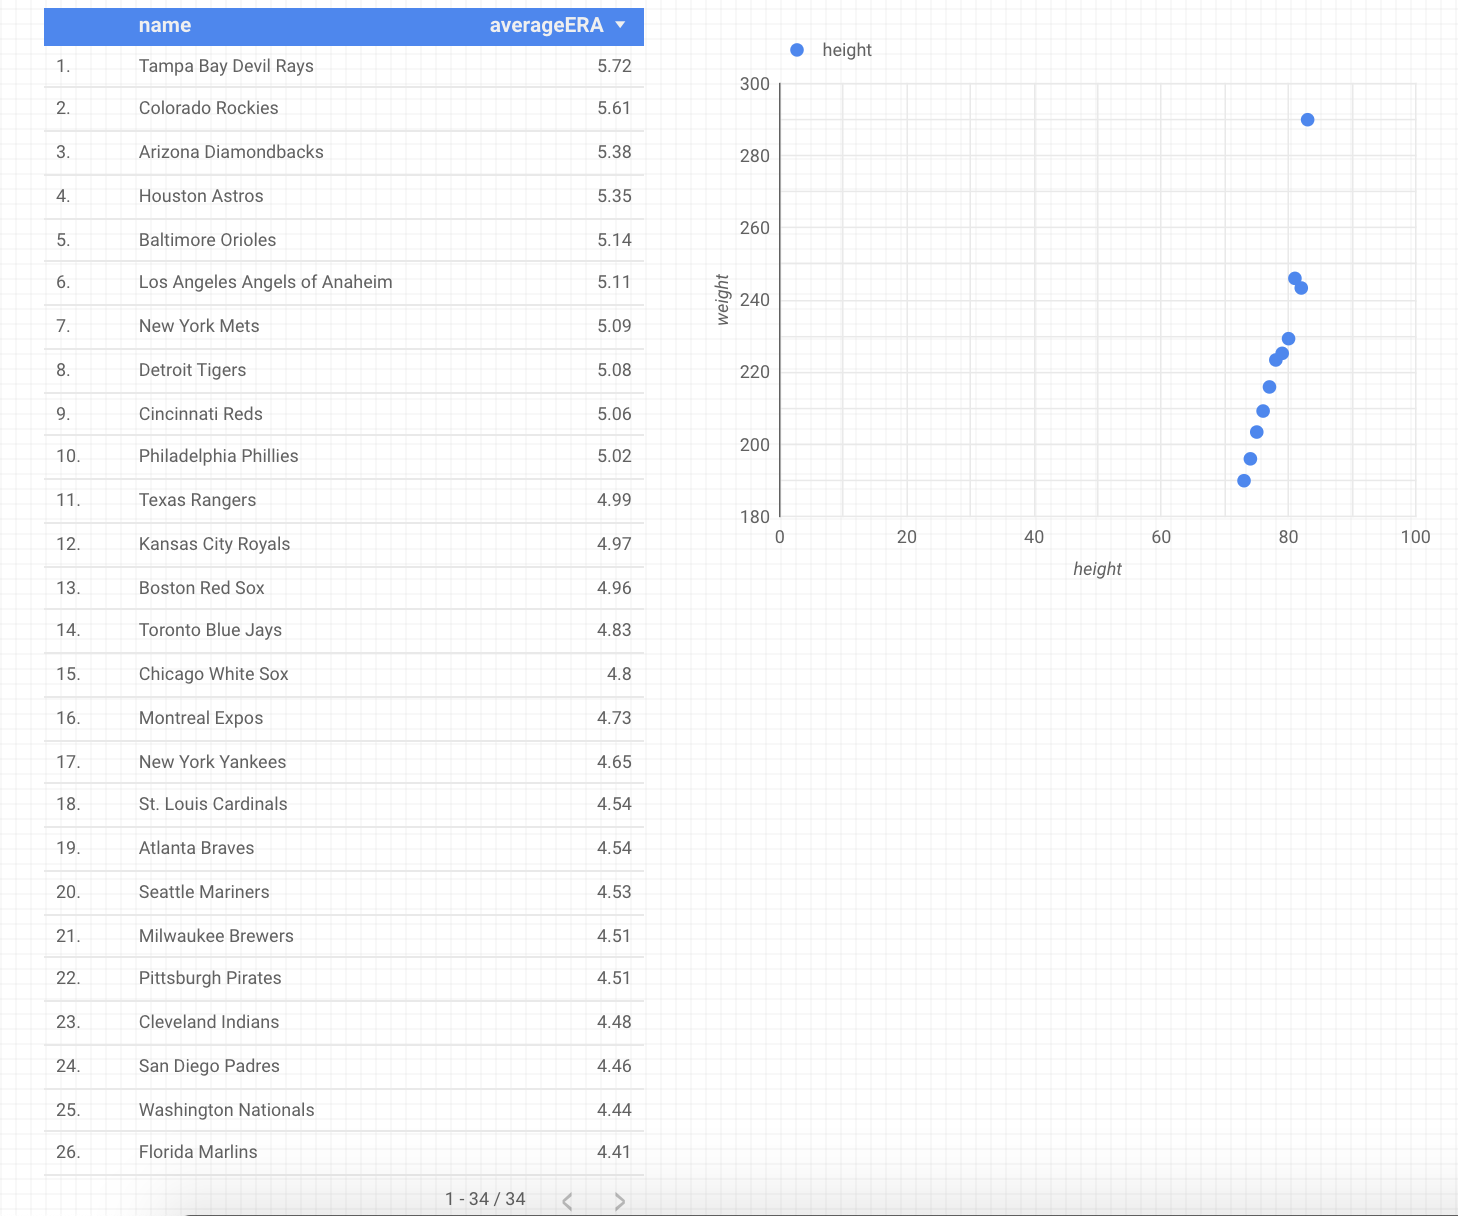 name averageERA
1. Tampa Bay Devil Rays 5.72
2. Colorado Rockies 5.61
3. Arizona Diamondbacks 5.38
4. Houston Astros 5.35
5. Baltimore Orioles 5.14
6. Los Angeles Angels of Anaheim 5.11
7. New York Mets 5.09
8. Detroit Tigers 5.08
9. Cincinnati Reds 5.06
10. Philadelphia Phillies 5.02
11. Texas Rangers 4.99
12. Kansas City Royals 4.97
13. Boston Red Sox 4.96
14. Toronto Blue Jays 4.83
15. Chicago White Sox 4.8
16. Montreal Expos 4.73
17. New York Yankees 4.65
18. St. Louis Cardinals 4.54
19. Atlanta Braves 4.54
20. Seattle Mariners 4.53
21. Milwaukee Brewers 4.51
22. Pittsburgh Pirates 4.51
23. Cleveland Indians 4.48
24. San Diego Padres 4.46
25. Washington Nationals 4.44
26. Florida Marlins 4.41
1 - 34 / 34
height
300
280
260
240
220
200
180
weight
0 20 40 60 80 100
height